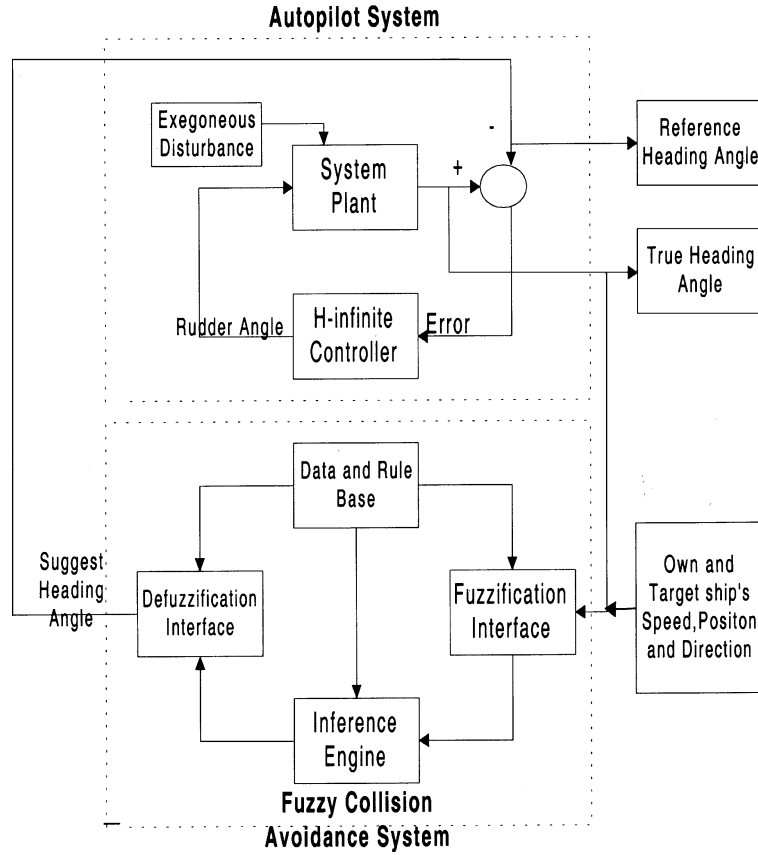 Autopilot System
Exegoneous
Disturbance
System
Plant
+
-
Reference
Heading Angle
True Heading
Angle
Rudder Angle
H-infinite
Controller
Error
Data and Rule
Base
Suggest
Heading
Angle
Defuzzification
Interface
Fuzzification
Interface
Own and
Target ship's
Speed,Positon
and Direction
Inference
Engine
Fuzzy Collision
Avoidance System